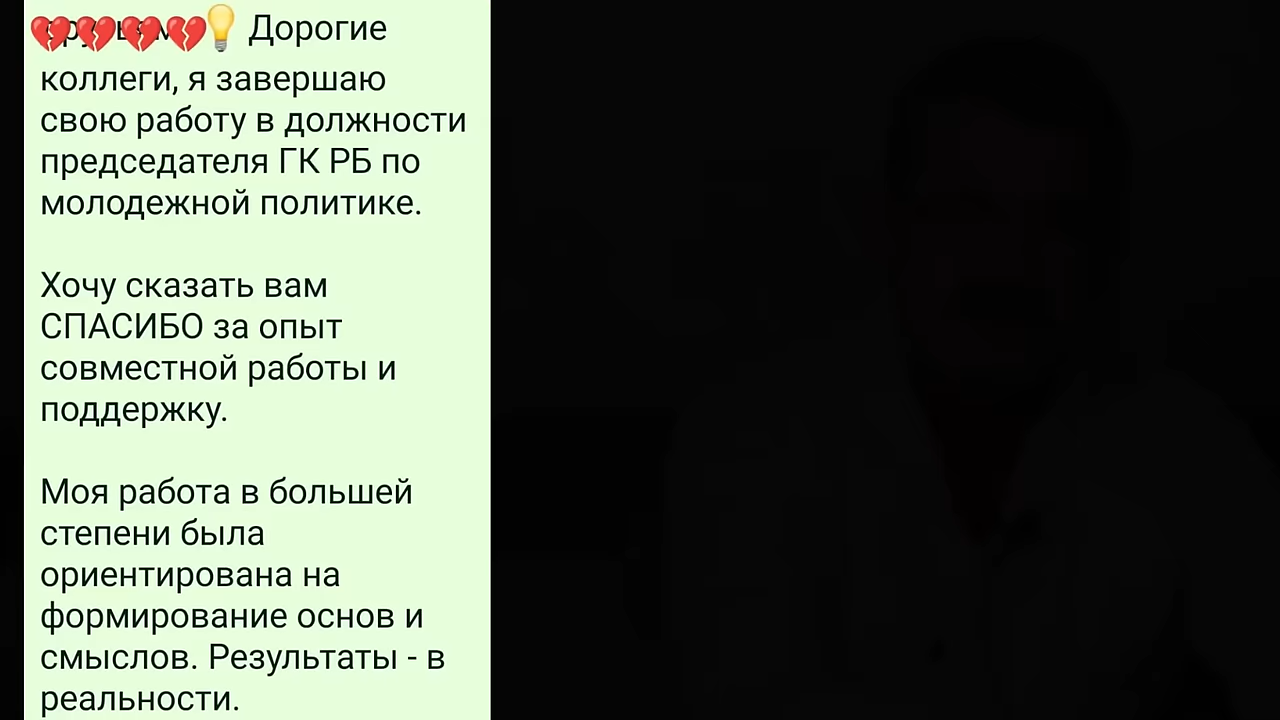 💔💔💔💔💡 Дорогие
коллеги, я завершаю
свою работу в должности
председателя ГК РБ по
молодежной политике.
Хочу сказать вам
СПАСИБО за опыт
совместной работы и
поддержку.
Моя работа в большей
степени была
ориентирована на
формирование основ и
смыслов. Результаты - в
реальности.